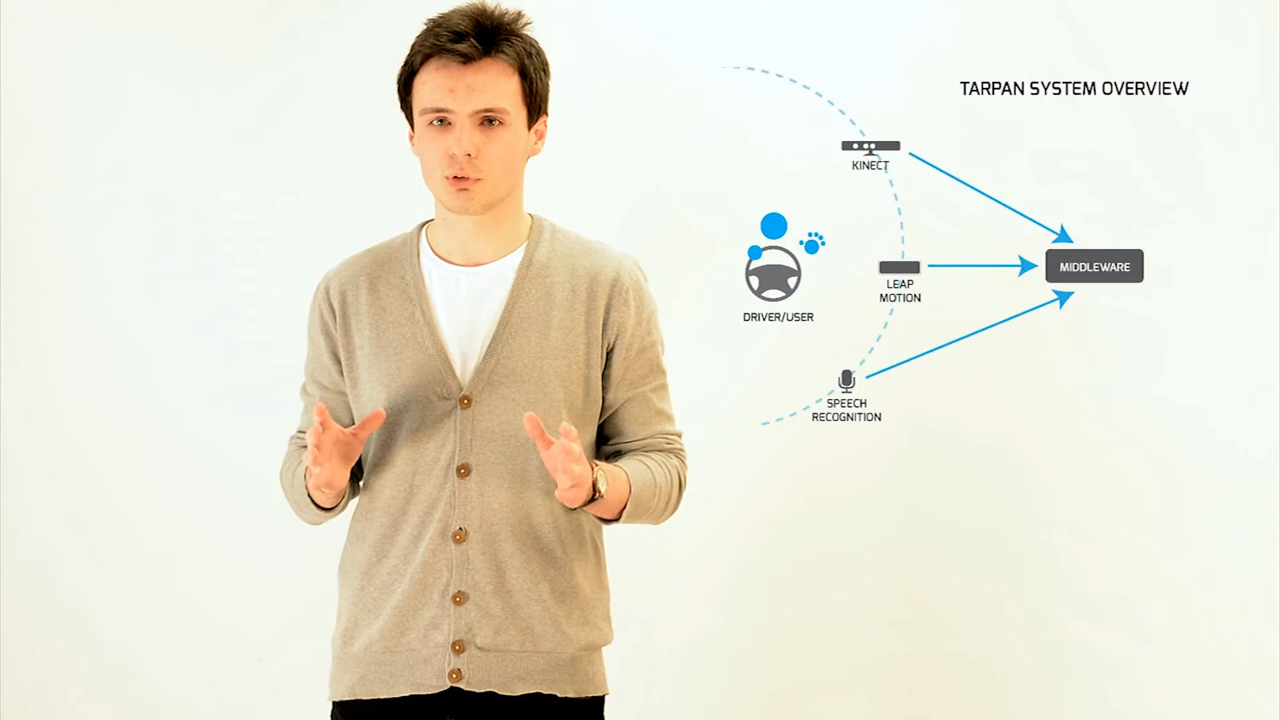 TARPAN SYSTEM OVERVIEW
KINECT
MIDDLEWARE
LEAP
MOTION
DRIVER/USER
SPEECH
RECOGNITION